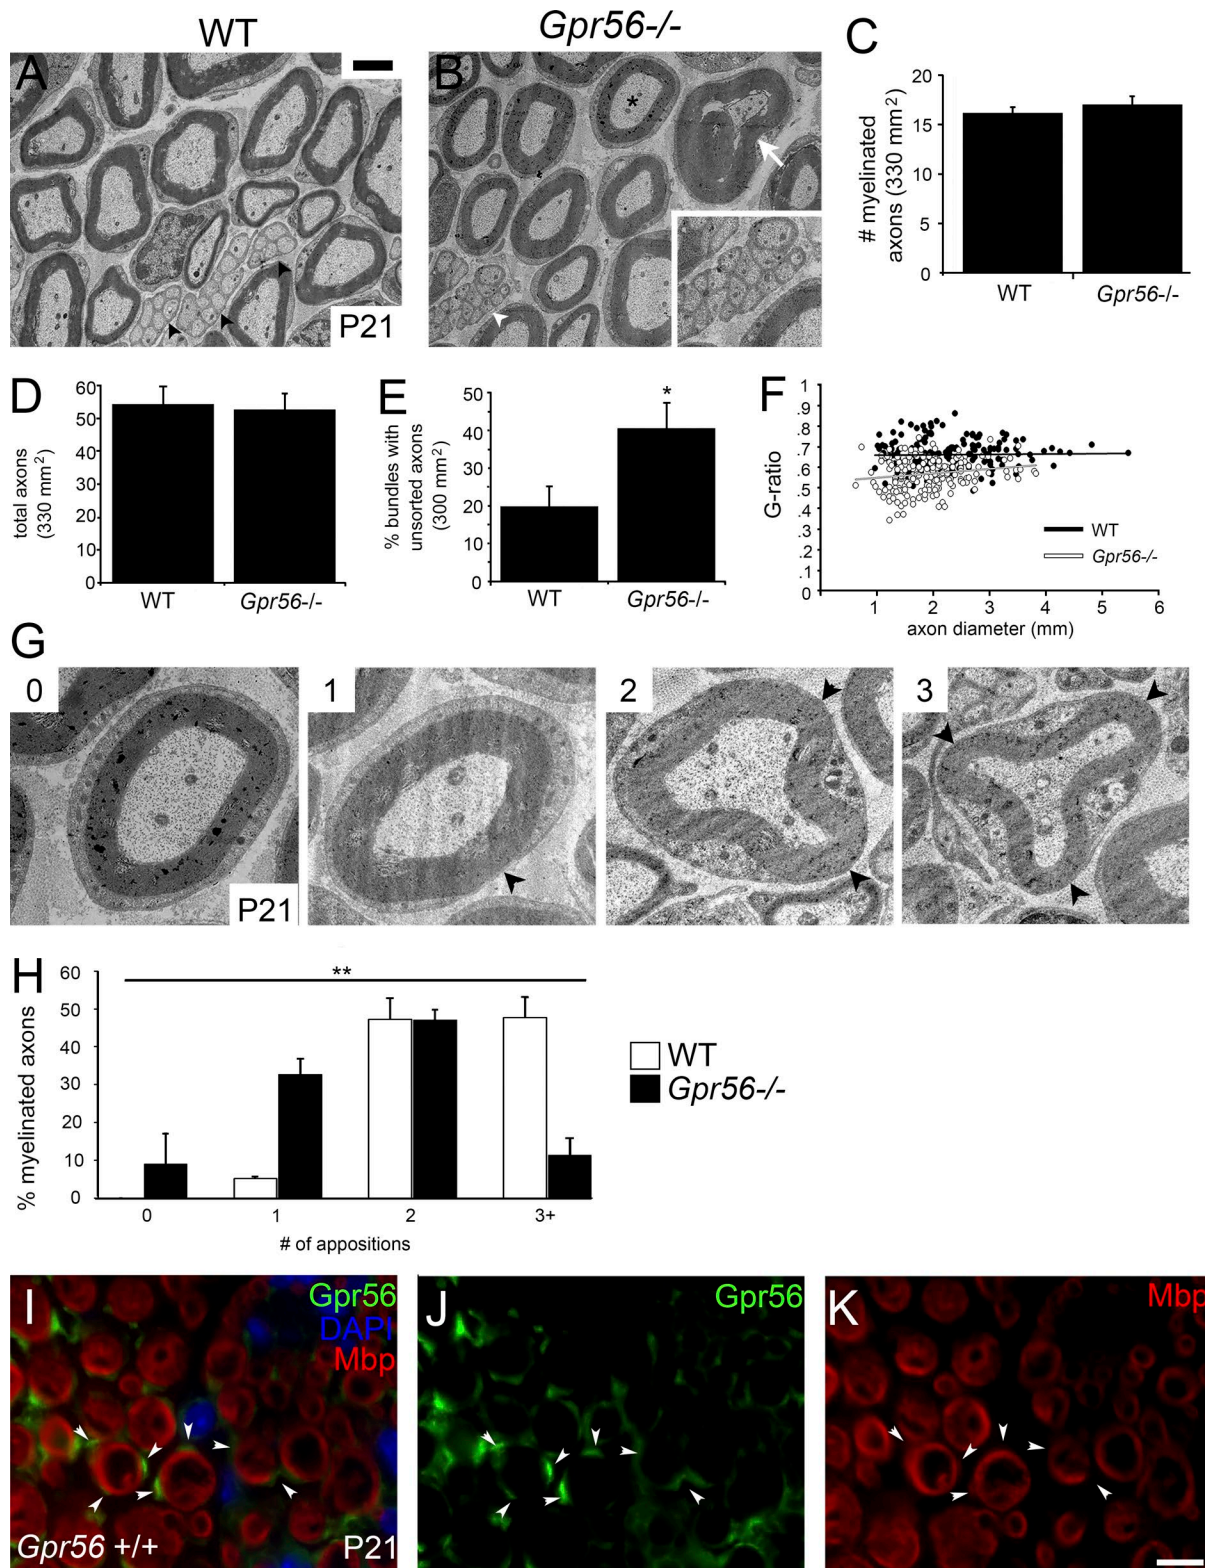 WT
Gpr56-/-
A
P21
B
*
C
# myelinated
axons (330 mm2)
20
15
10
5
0
WT
Gpr56-/-
D
total axons
(330 mm2)
60
50
40
30
20
10
0
WT
Gpr56-/-
E
% bundles with
unsorted axons
(300 mm2)
50
40
30
20
10
0
*
WT
Gpr56-/-
F
G-ratio
1
.9
.8
.7
.6
.5
.4
.3
.2
.1
0
1
2
3
4
5
6
axon diameter (mm)
WT
Gpr56-/-
G
0
P21
1
2
3
H
% myelinated axons
60
50
40
30
20
10
0
**
0
1
2
3+
# of appositions
WT
Gpr56-/-
I
Gpr56
DAPI
Mbp
Gpr56 +/+
P21
J
Gpr56
K
Mbp